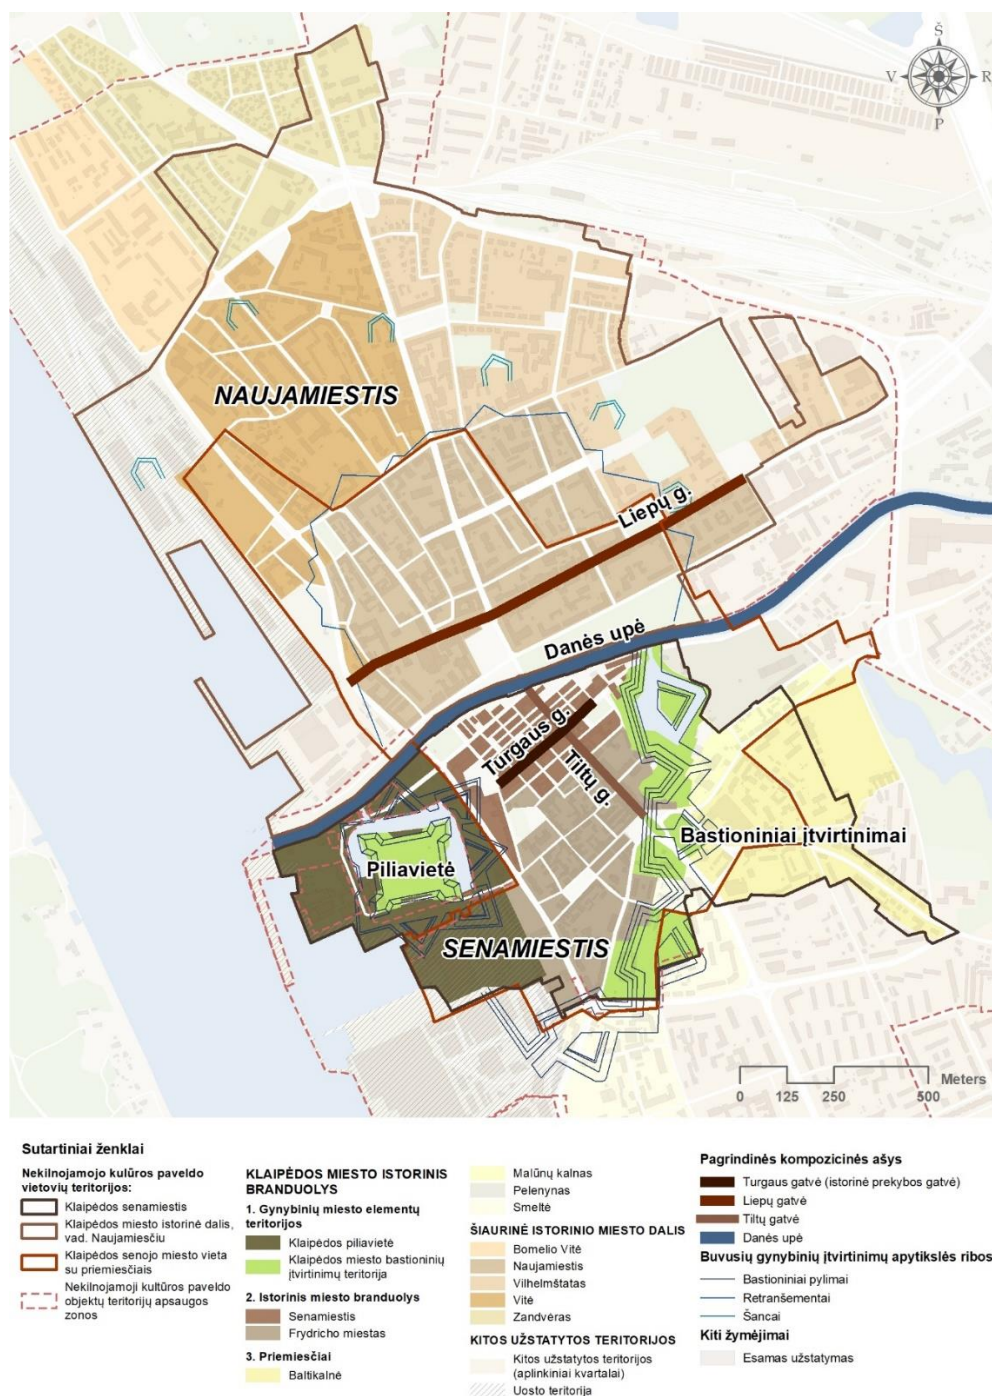 Š
V
R
P
NAUJAMIESTIS
Liepų g.
Danės upė
Turgaus g.
Tiltų g.
Bastioniniai įtvirtinimai
Piliavietė
SENAMIESTIS
Meters
0 125 250 500
Sutartiniai ženklai
Nekilnojamojo kulūros paveldo
vietovių teritorijos:
Klaipėdos senamiestis
Klaipėdos miesto istorinė dalis,
vad. Naujamiesčiu
Klaipėdos senojo miesto vieta
su priemiesčiais
Nekilnojamoji kultūros paveldo
objektų teritorijų apsaugos
zonos
KLAIPĖDOS MIESTO ISTORINIS
BRANDUOLYS
1. Gynybinių miesto elementų
teritorijos
Klaipėdos piliavietė
Klaipėdos miesto bastioninių
įtvirtinimų teritorija
2. Istorinis miesto branduolys
Senamiestis
Frydricho miestas
3. Priemiesčiai
Baltikalnė
Malūnų kalnas
Pelenynas
Smeltė
ŠIAURINĖ ISTORINIO MIESTO DALIS
Bomelio Vitė
Naujamiestis
Vilhelmštatas
Vitė
Zandvėras
KITOS UŽSTATYTOS TERITORIJOS
Kitos užstatytos teritorijos
(aplinkiniai kvartalai)
Uosto teritorija
Pagrindinės kompozicinės ašys
Turgaus gatvė (istorinė prekybos gatvė)
Liepų gatvė
Tiltų gatvė
Danės upė
Buvusių gynybinių įtvirtinimų apytikslės ribos
Bastioniniai pylimai
Retranšementai
Šancai
Kiti žymėjimai
Esamas užstatymas